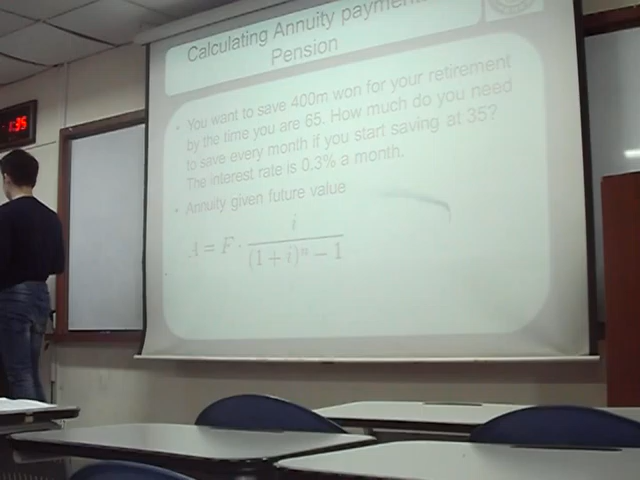 Calculating Annuity payment
Pension
• You want to save 400m won for your retirement
by the time you are 65. How much do you need
to save every month if you start saving at 35?
The interest rate is 0.3% a month.
• Annuity given future value
A = F · i / ((1 + i)^n − 1)
1:35